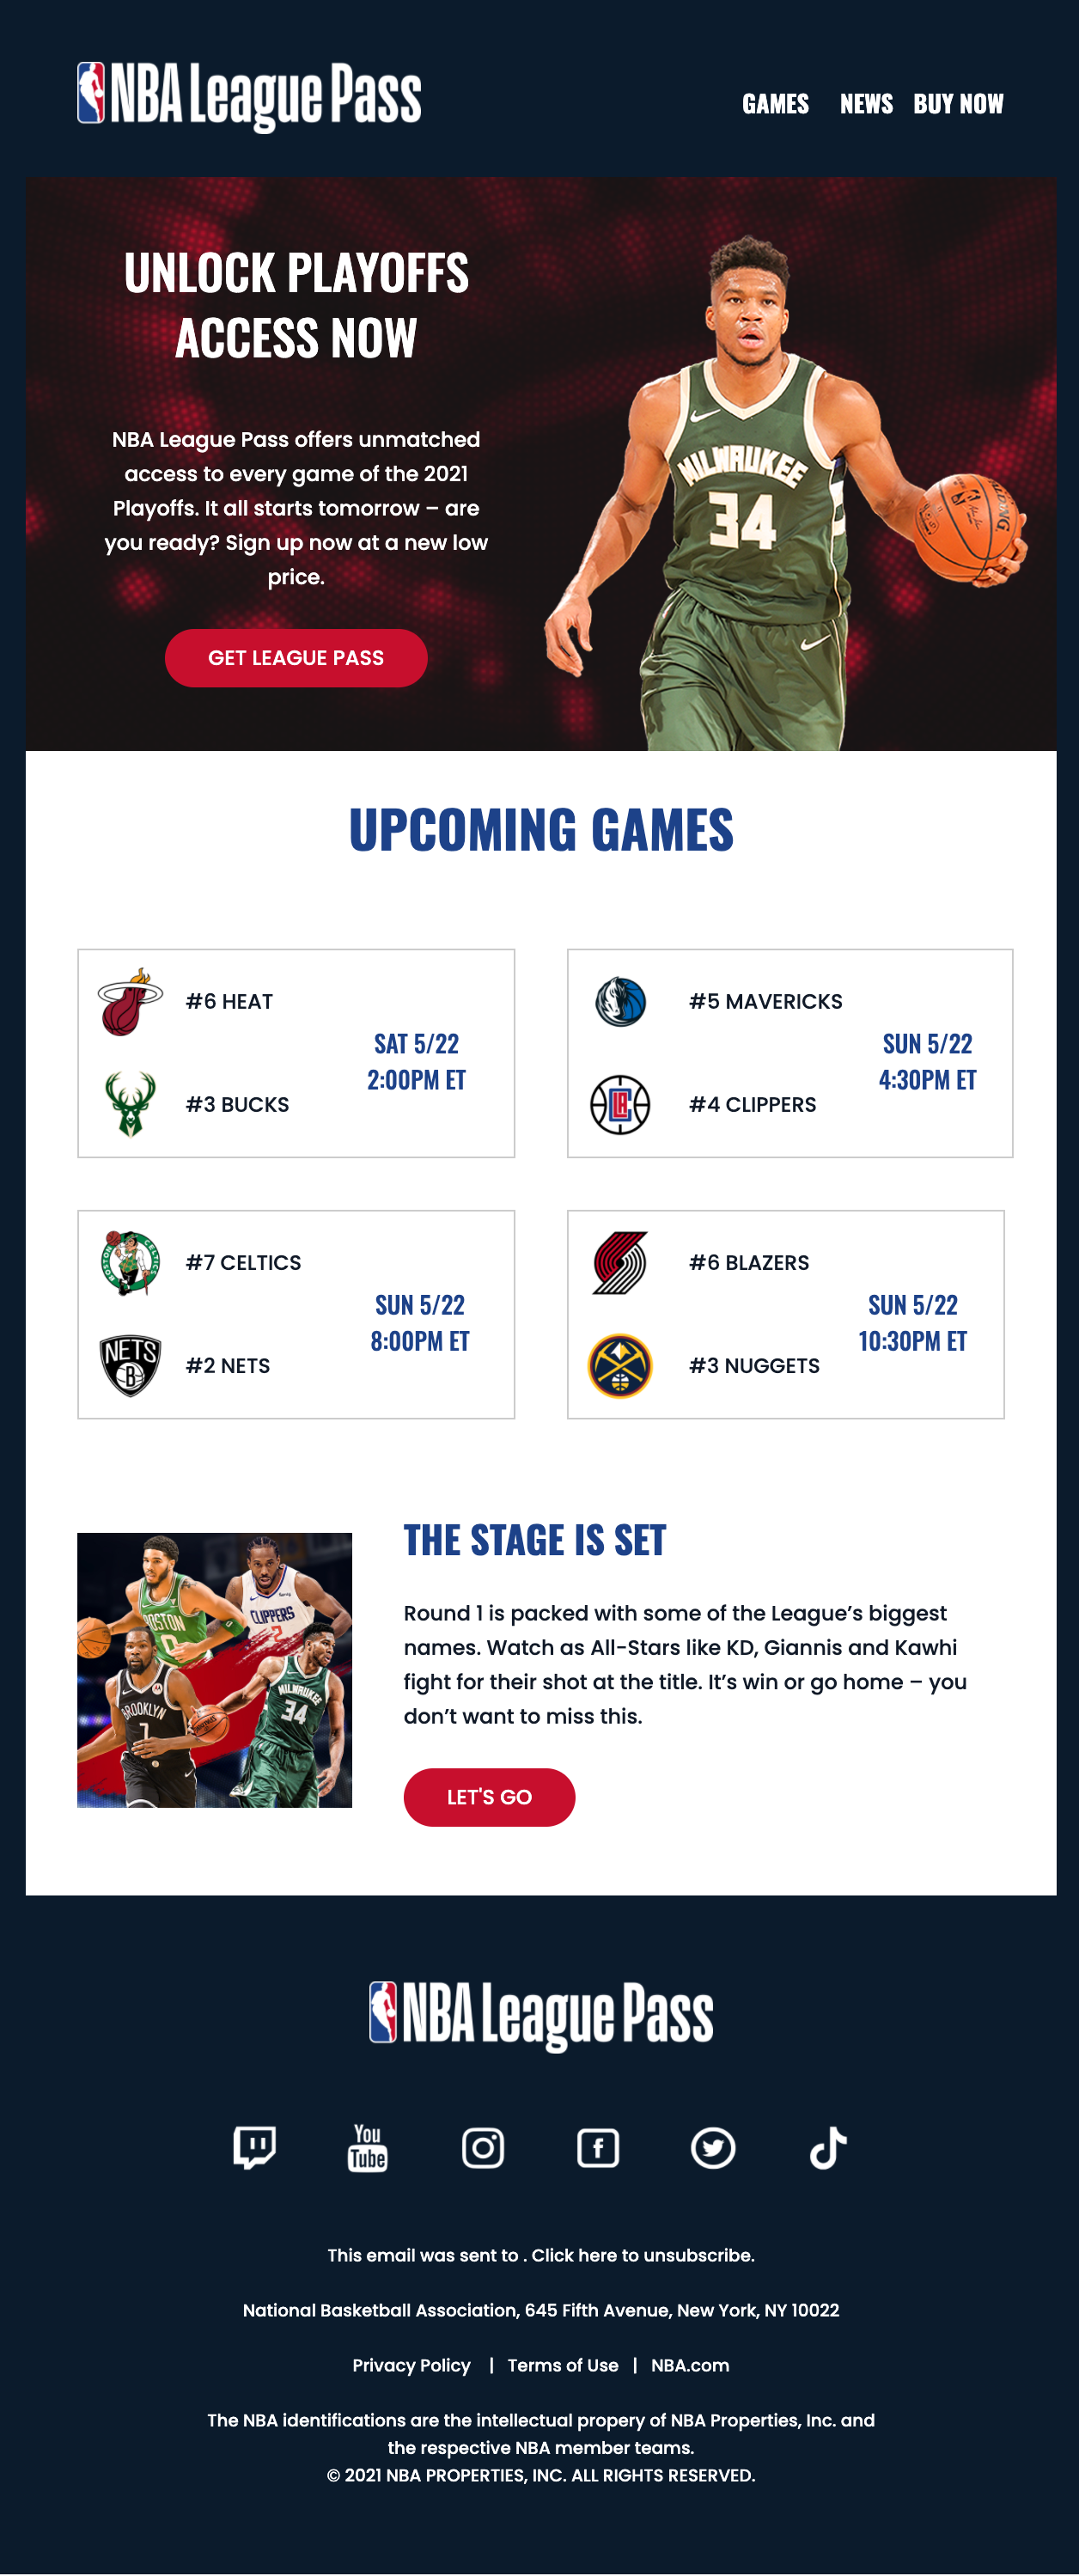 NBA League Pass
GAMES NEWS BUY NOW
UNLOCK PLAYOFFS
ACCESS NOW
NBA League Pass offers unmatched
access to every game of the 2021
Playoffs. It all starts tomorrow – are
you ready? Sign up now at a new low
price.
GET LEAGUE PASS
MILWAUKEE
34
UPCOMING GAMES
#6 HEAT
#3 BUCKS
SAT 5/22
2:00PM ET
#5 MAVERICKS
#4 CLIPPERS
SUN 5/22
4:30PM ET
#7 CELTICS
NETS
B
#2 NETS
SUN 5/22
8:00PM ET
#6 BLAZERS
#3 NUGGETS
SUN 5/22
10:30PM ET
BOSTON
0
CLIPPERS
2
BROOKLYN
7
MILWAUKEE
34
THE STAGE IS SET
Round 1 is packed with some of the League’s biggest
names. Watch as All-Stars like KD, Giannis and Kawhi
fight for their shot at the title. It’s win or go home – you
don’t want to miss this.
LET'S GO
NBA League Pass
You
Tube
This email was sent to . Click here to unsubscribe.
National Basketball Association, 645 Fifth Avenue, New York, NY 10022
Privacy Policy | Terms of Use | NBA.com
The NBA identifications are the intellectual propery of NBA Properties, Inc. and
the respective NBA member teams.
© 2021 NBA PROPERTIES, INC. ALL RIGHTS RESERVED.